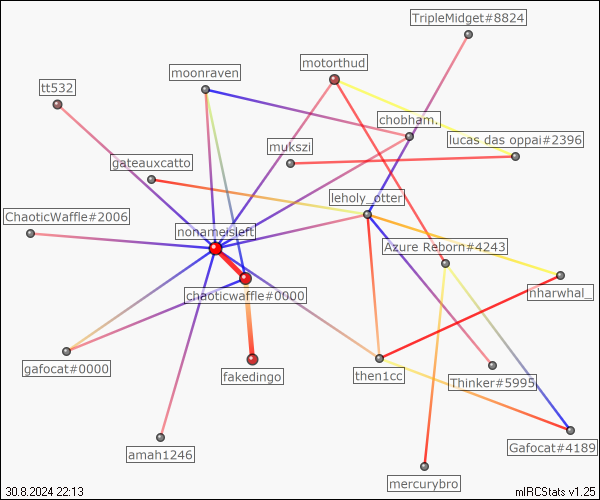 TripleMidget#8824
motorthud
moonraven
tt532
chobham.
lucas das oppai#2396
mukszi
gateauxcatto
leholy_otter
ChaoticWaffle#2006
nonameisleft
Azure Reborn#4243
chaoticwaffle#0000
nharwhal_
gafocat#0000
fakedingo
then1cc
Thinker#5995
Gafocat#4189
amah1246
mercurybro
30.8.2024 22:13
mIRCStats v1.25